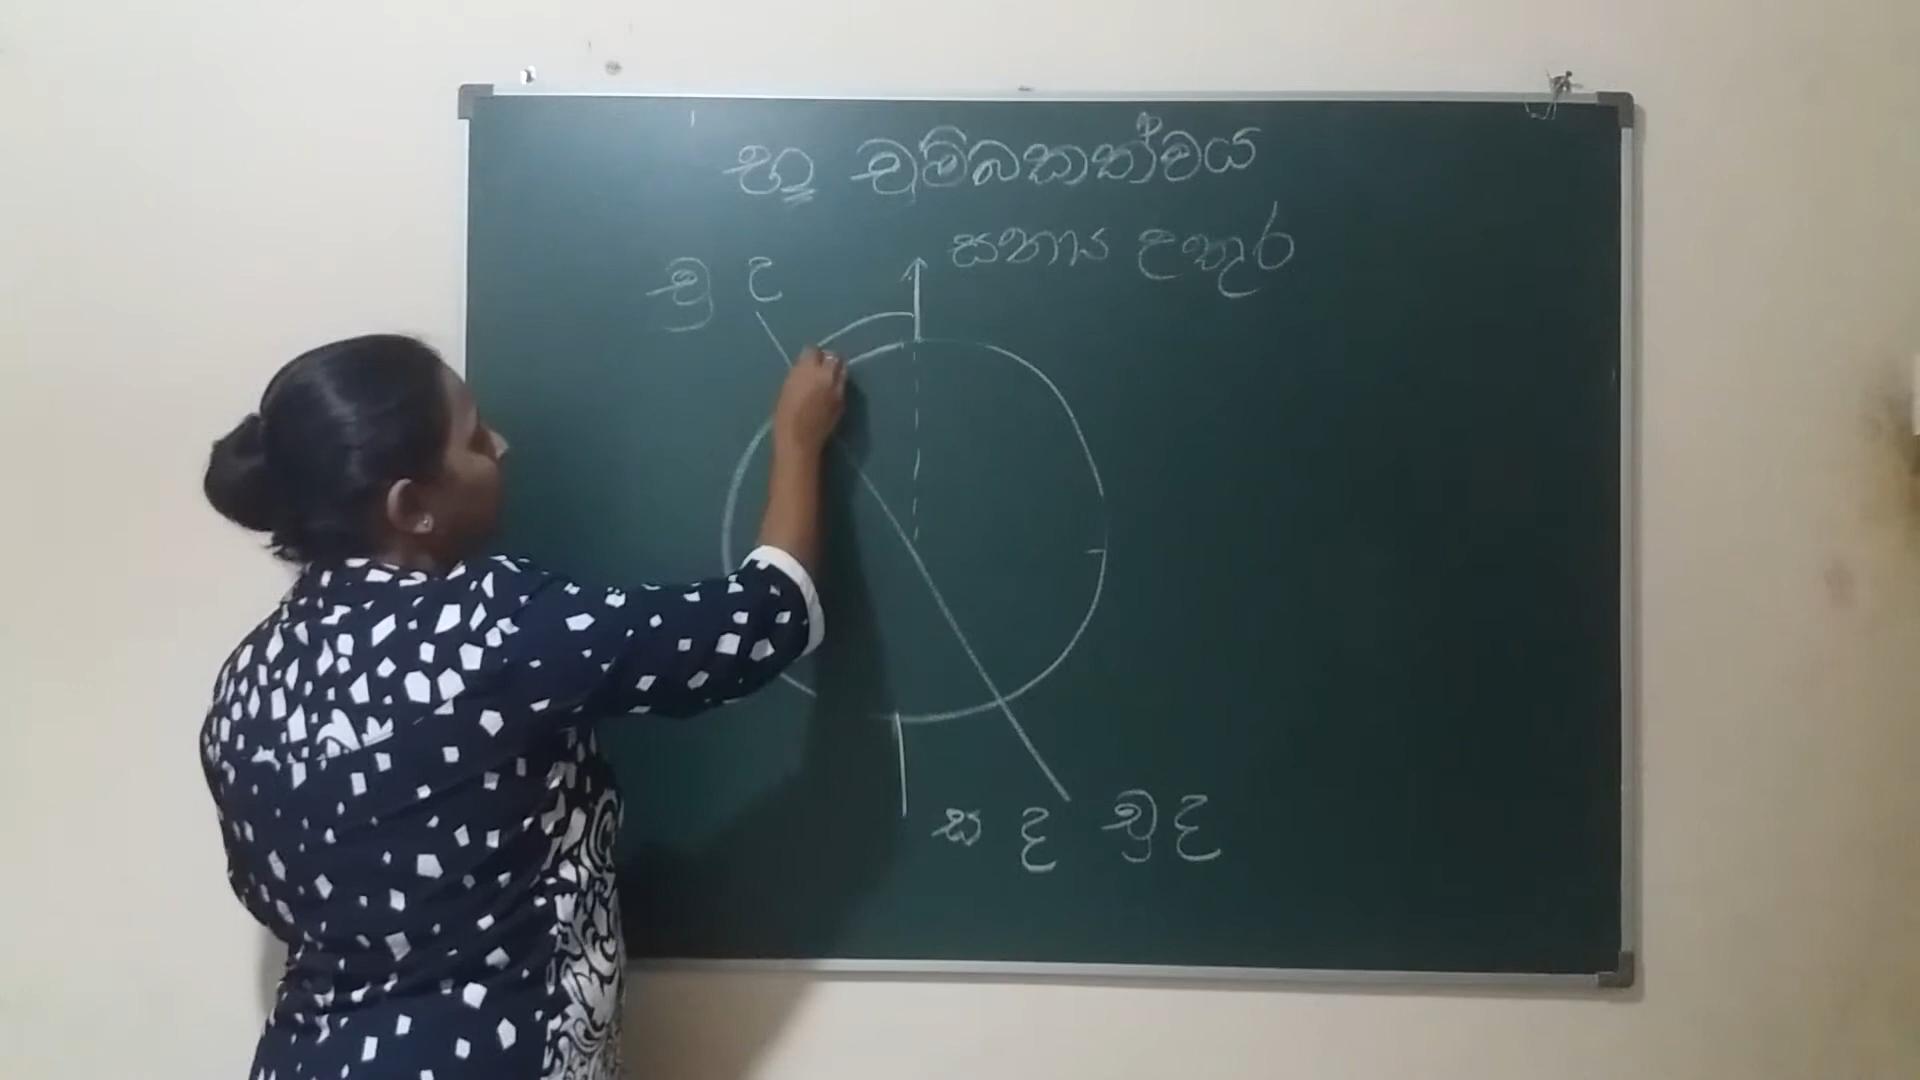 භූ චුම්බකත්වය
සත්‍ය උතුර
චු ද
ස ද චු ද